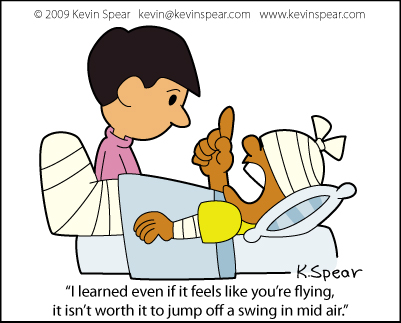 © 2009 Kevin Spear kevin@kevinspear.com www.kevinspear.com
K.Spear
“I learned even if it feels like you’re flying,
it isn’t worth it to jump off a swing in mid air.”